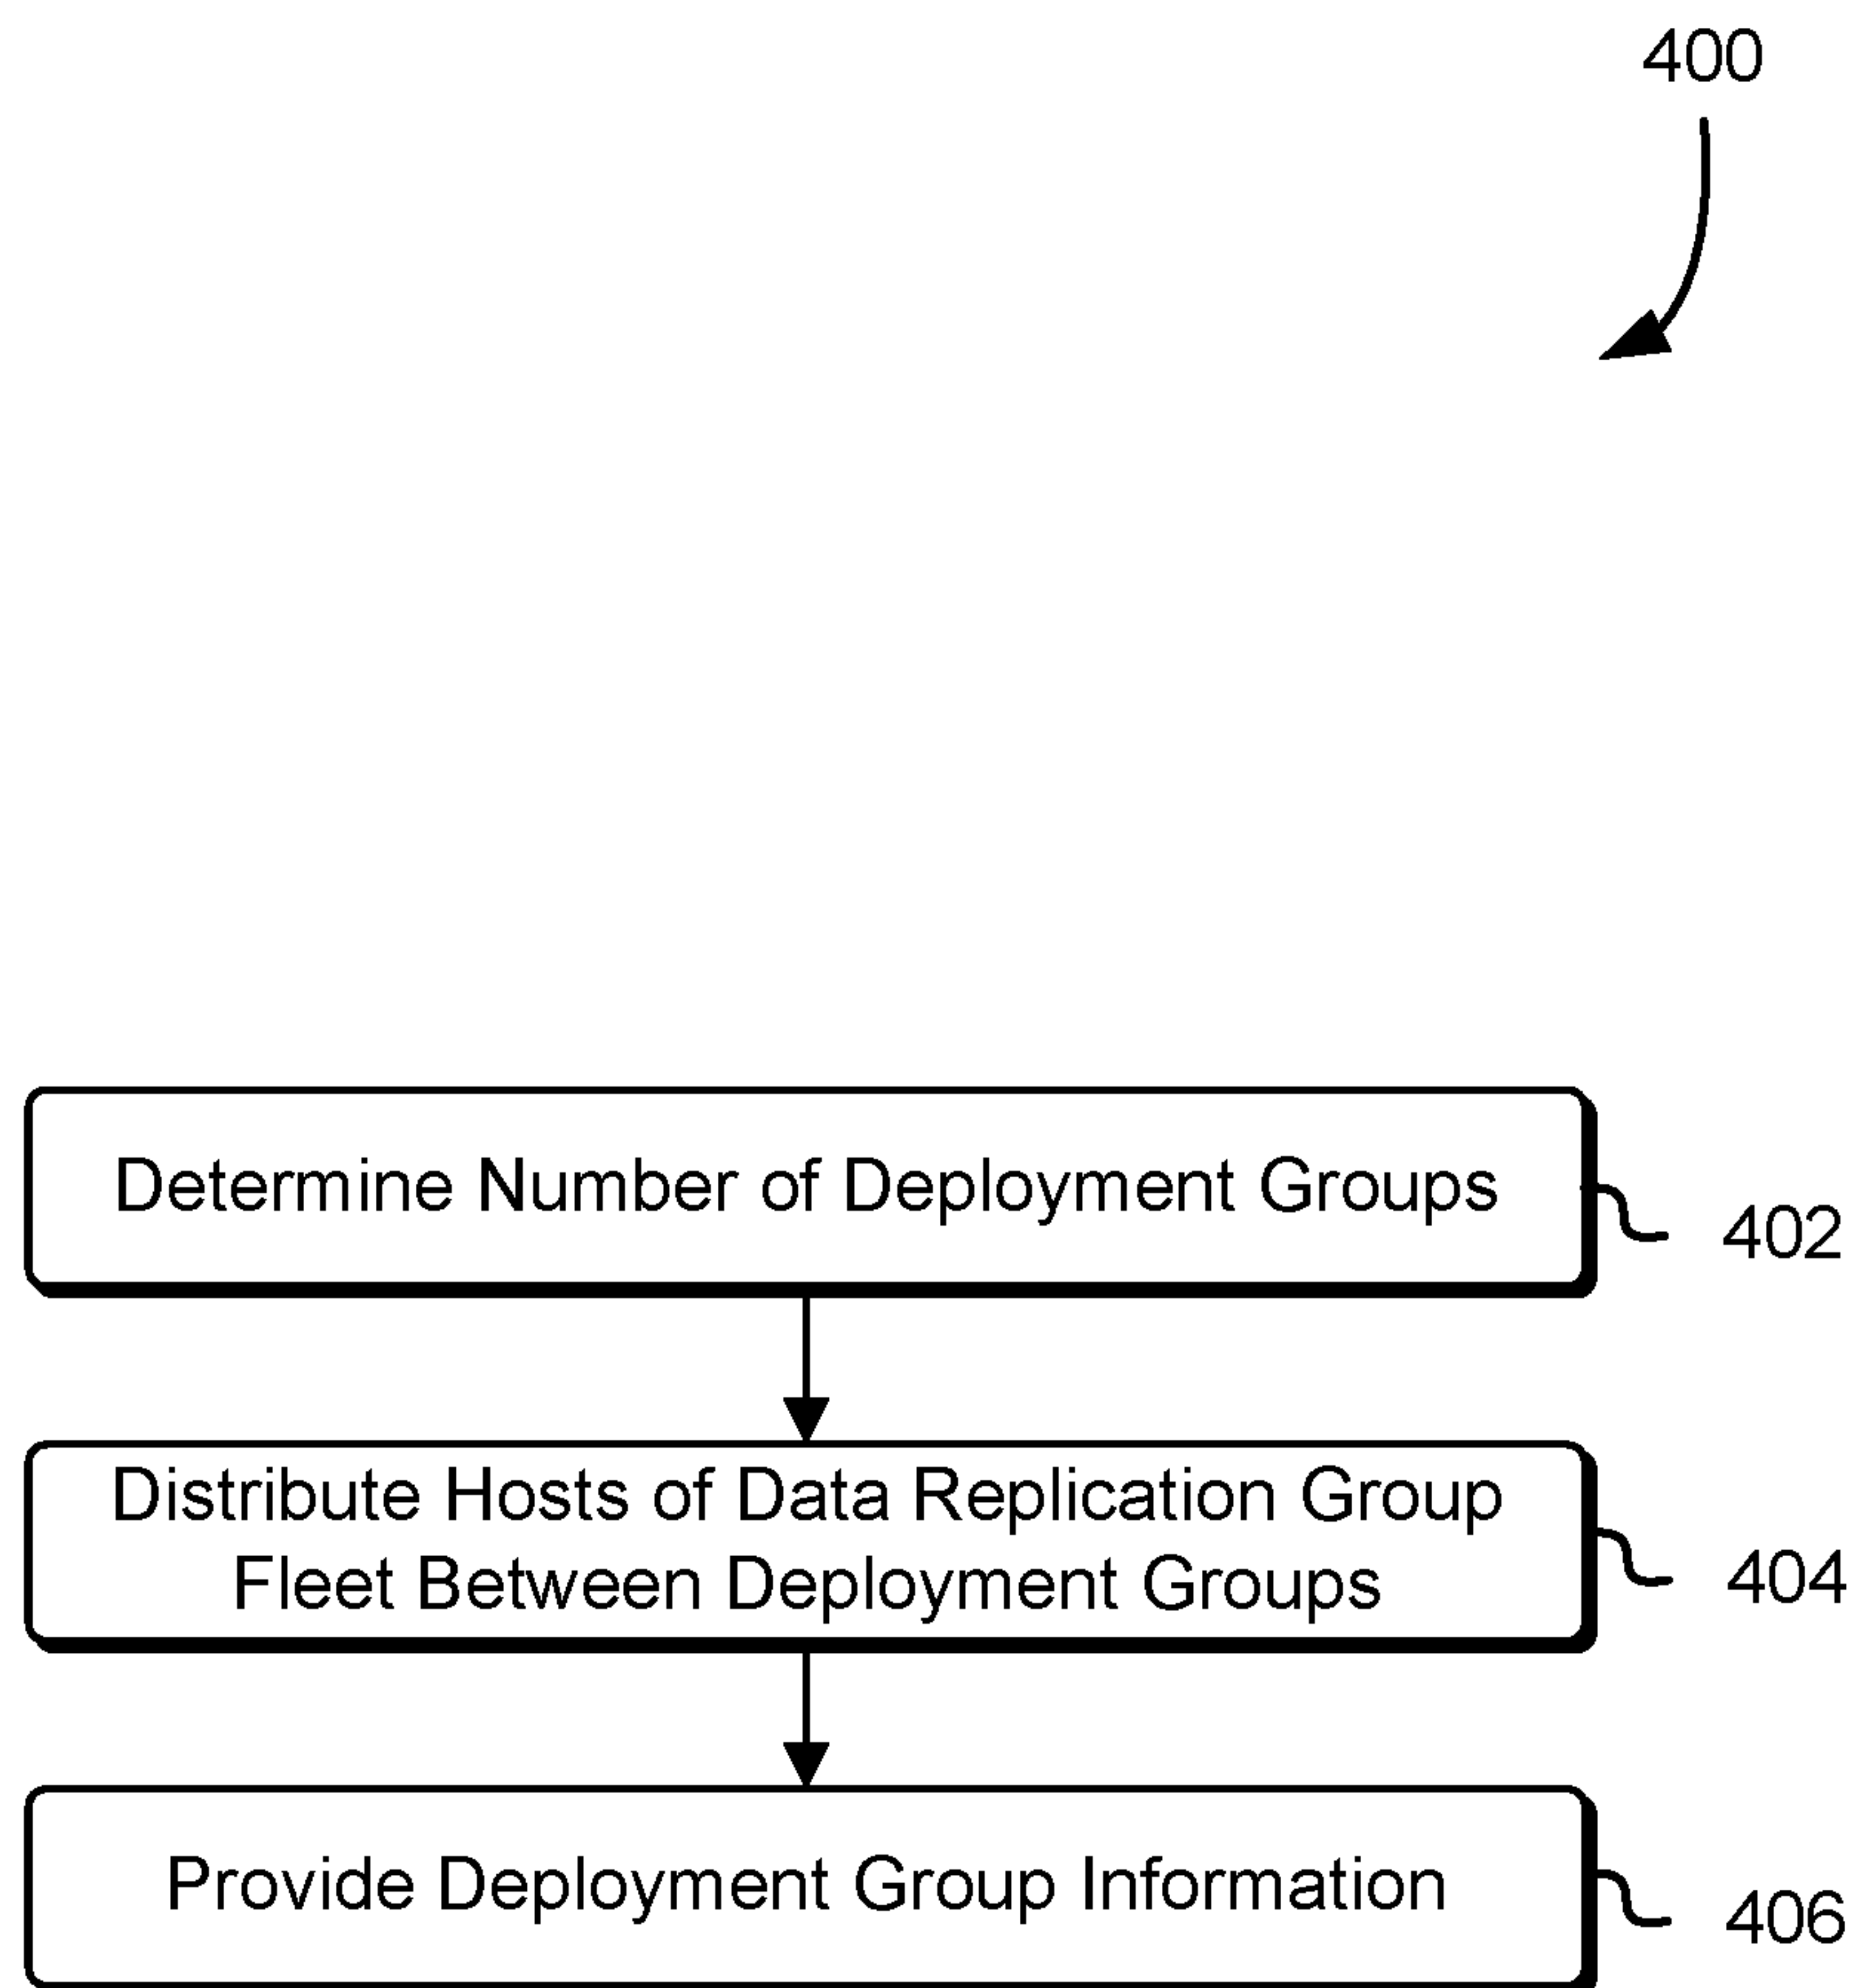 400
Determine Number of Deployment Groups
402
Distribute Hosts of Data Replication Group
Fleet Between Deployment Groups
404
Provide Deployment Group Information
406